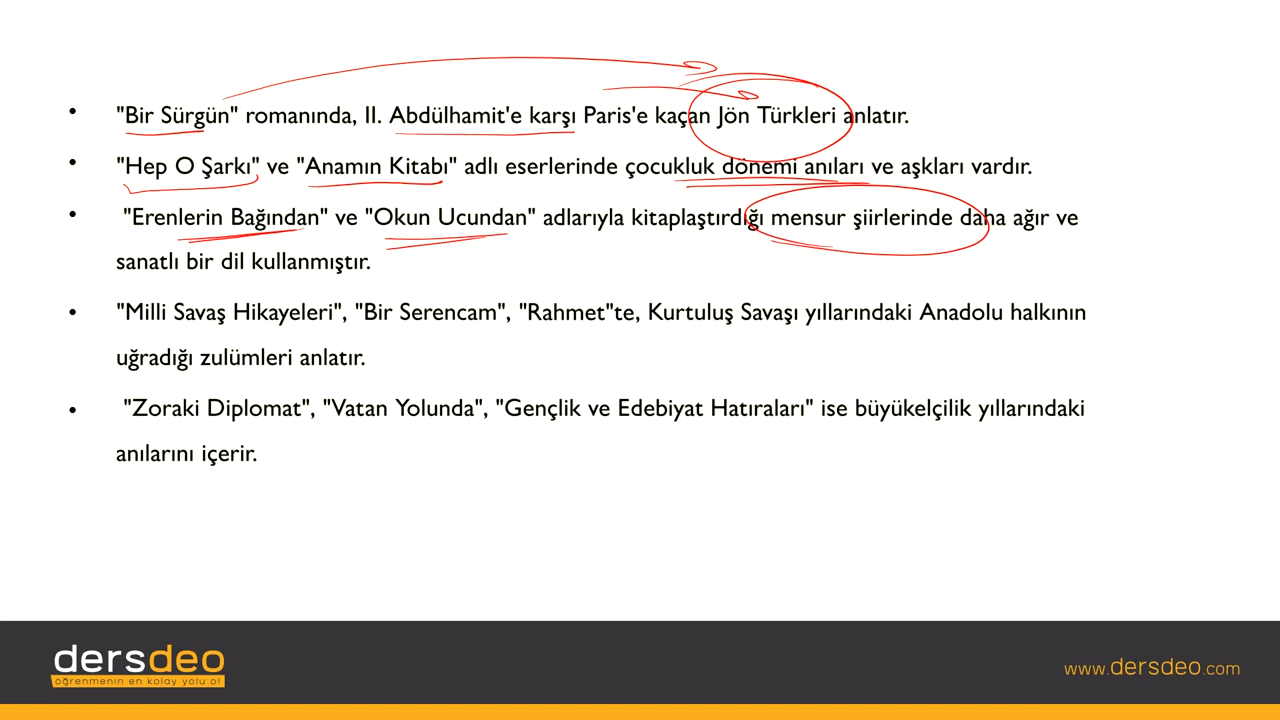 • "Bir Sürgün" romanında, II. Abdülhamit'e karşı Paris'e kaçan Jön Türkleri anlatır.
• "Hep O Şarkı" ve "Anamın Kitabı" adlı eserlerinde çocukluk dönemi anıları ve aşkları vardır.
• "Erenlerin Bağından" ve "Okun Ucundan" adlarıyla kitaplaştırdığı mensur şiirlerinde daha ağır ve
sanatlı bir dil kullanmıştır.
• "Milli Savaş Hikayeleri", "Bir Serencam", "Rahmet"te, Kurtuluş Savaşı yıllarındaki Anadolu halkının
uğradığı zulümleri anlatır.
• "Zoraki Diplomat", "Vatan Yolunda", "Gençlik ve Edebiyat Hatıraları" ise büyükelçilik yıllarındaki
anılarını içerir.
dersdeo
öğrenmenin en kolay yolu o!
www.dersdeo.com